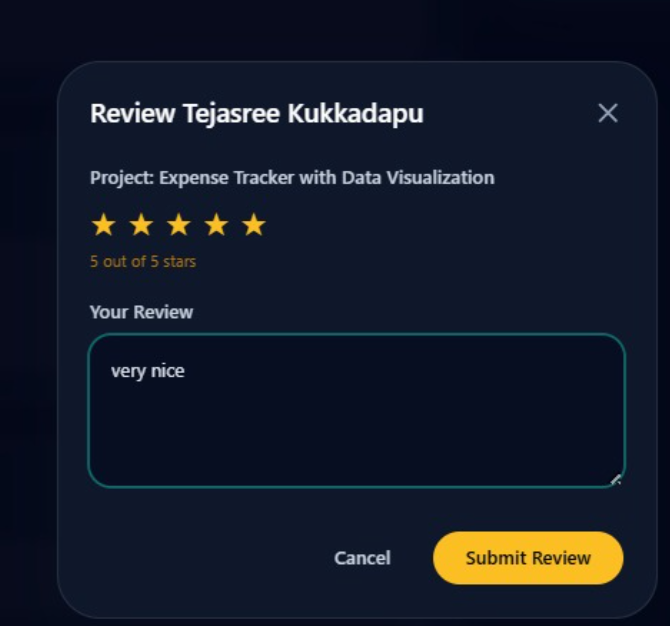 Review Tejasree Kukkadapu
Project: Expense Tracker with Data Visualization
5 out of 5 stars
Your Review
very nice
Cancel
Submit Review